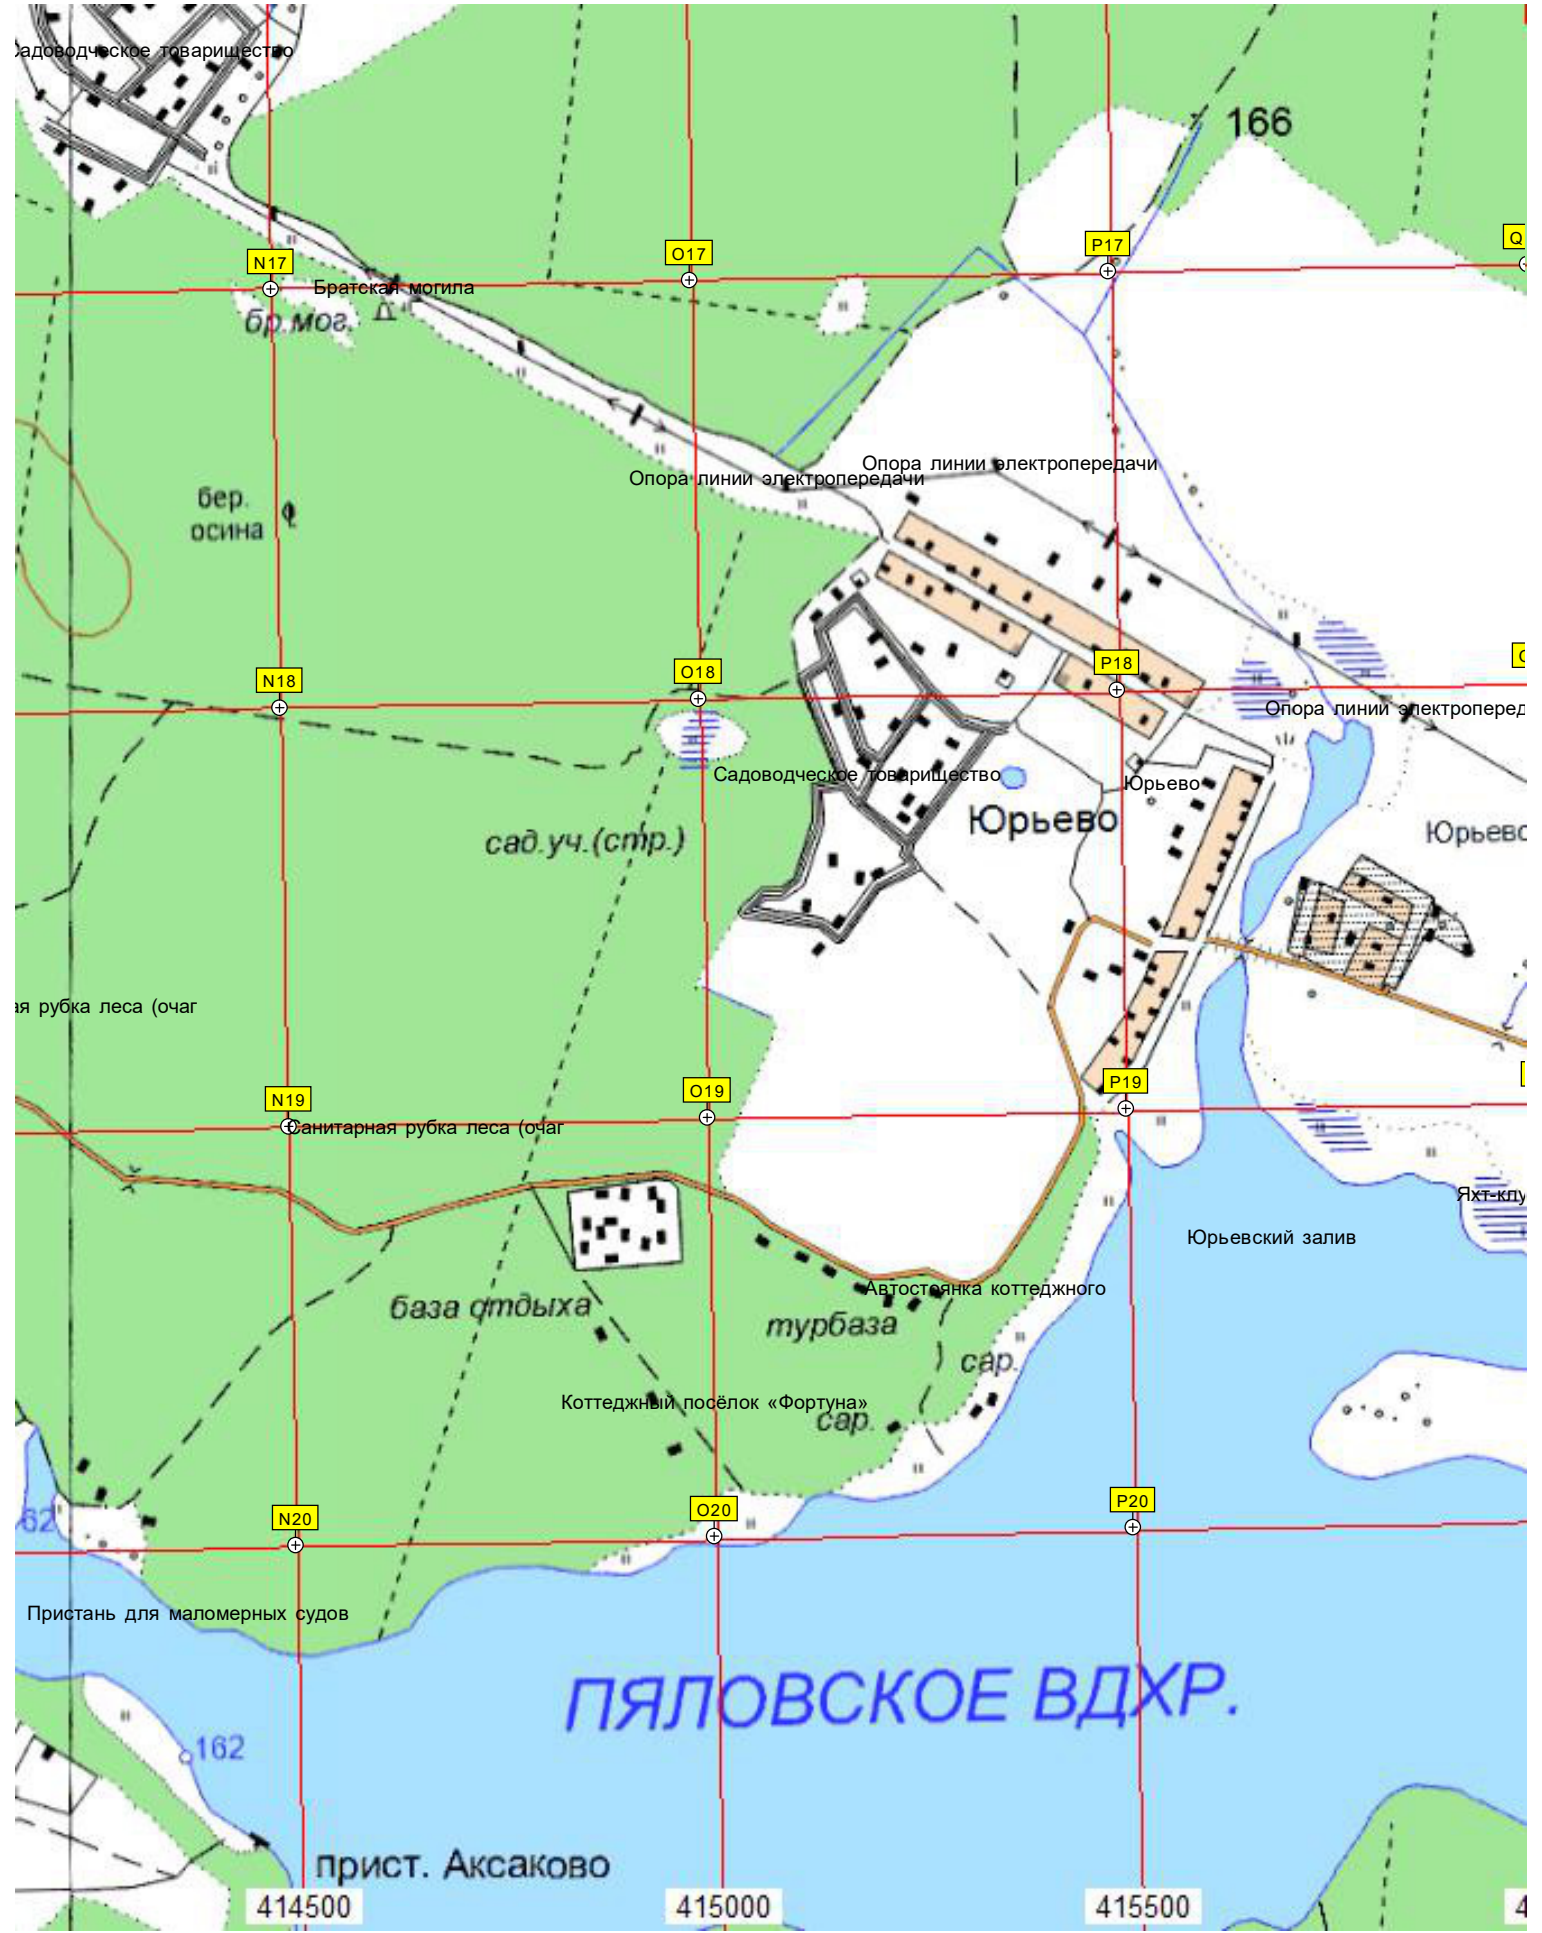 садоводческое товарищество
166
N17
O17
P17
Q
Братская могила
бр.мог.
Опора линии электропередачи
Опора линии электропередачи
бер.
осина
N18
O18
P18
Опора линии электроперед
Садоводческое товарищество
Юрьево
Юрьево
Юрьево
сад.уч.(стр.)
ая рубка леса (очаг
N19
O19
P19
Санитарная рубка леса (очаг
Яхт-клу
Юрьевский залив
Автостоянка коттеджного
база отдыха
турбаза
сар.
Коттеджный посёлок «Фортуна»
сар.
N20
O20
P20
62
Пристань для маломерных судов
ПЯЛОВСКОЕ ВДХР.
162
прист. Аксаково
414500
415000
415500
4